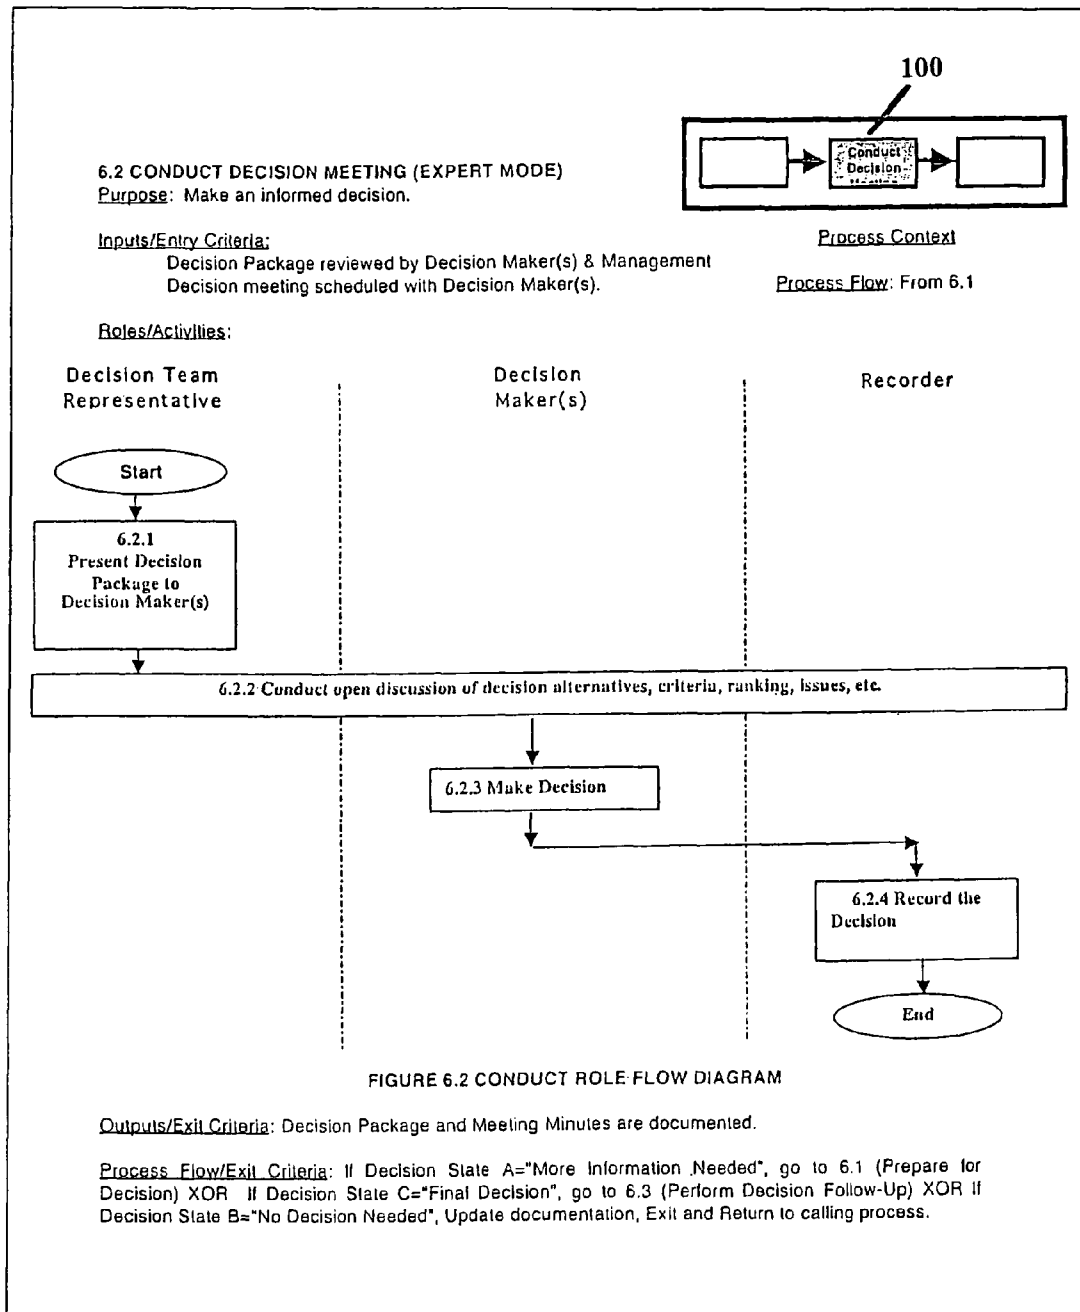 100
Conduct
Decision
6.2 CONDUCT DECISION MEETING (EXPERT MODE)
Purpose: Make an informed decision.
Inputs/Entry Criteria:
Decision Package reviewed by Decision Maker(s) & Management
Decision meeting scheduled with Decision Maker(s).
Process Context
Process Flow: From 6.1
Roles/Activities:
Decision Team
Representative
Decision
Maker(s)
Recorder
Start
6.2.1
Present Decision
Package to
Decision Maker(s)
6.2.2 Conduct open discussion of decision alternatives, criteria, ranking, issues, etc.
6.2.3 Make Decision
6.2.4 Record the
Decision
End
FIGURE 6.2 CONDUCT ROLE FLOW DIAGRAM
Outputs/Exit Criteria: Decision Package and Meeting Minutes are documented.
Process Flow/Exit Criteria: If Decision State A="More Information Needed", go to 6.1 (Prepare for
Decision) XOR If Decision State C="Final Decision", go to 6.3 (Perform Decision Follow-Up) XOR If
Decision State B="No Decision Needed", Update documentation, Exit and Return to calling process.